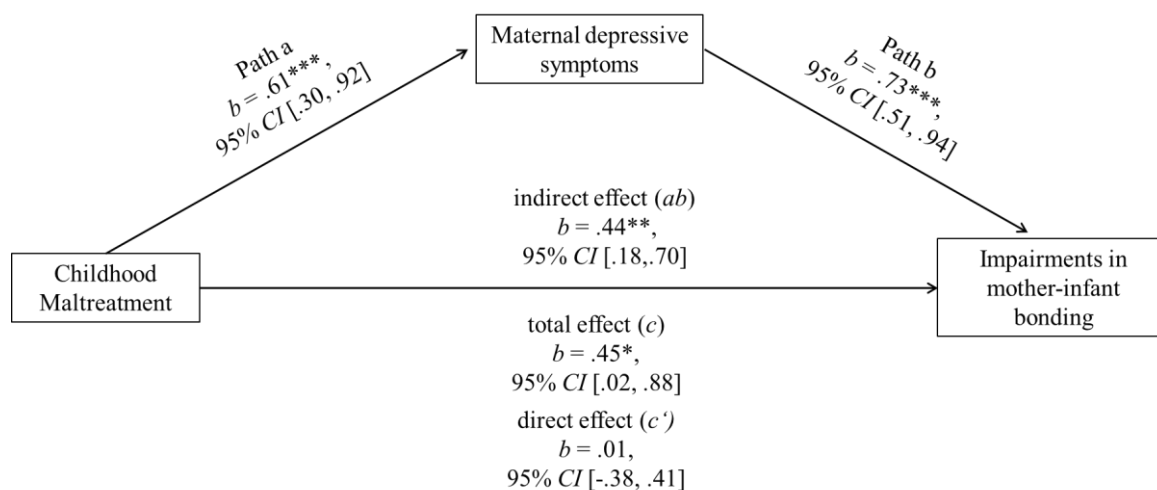 Maternal depressive
symptoms
Path a
b = .61***,
95% CI [.30, .92]
Path b
b = .73***,
95% CI [.51, .94]
indirect effect (ab)
b = .44**,
95% CI [.18,.70]
Childhood
Maltreatment
Impairments in
mother-infant
bonding
total effect (c)
b = .45*,
95% CI [.02, .88]
direct effect (c‘)
b = .01,
95% CI [-.38, .41]